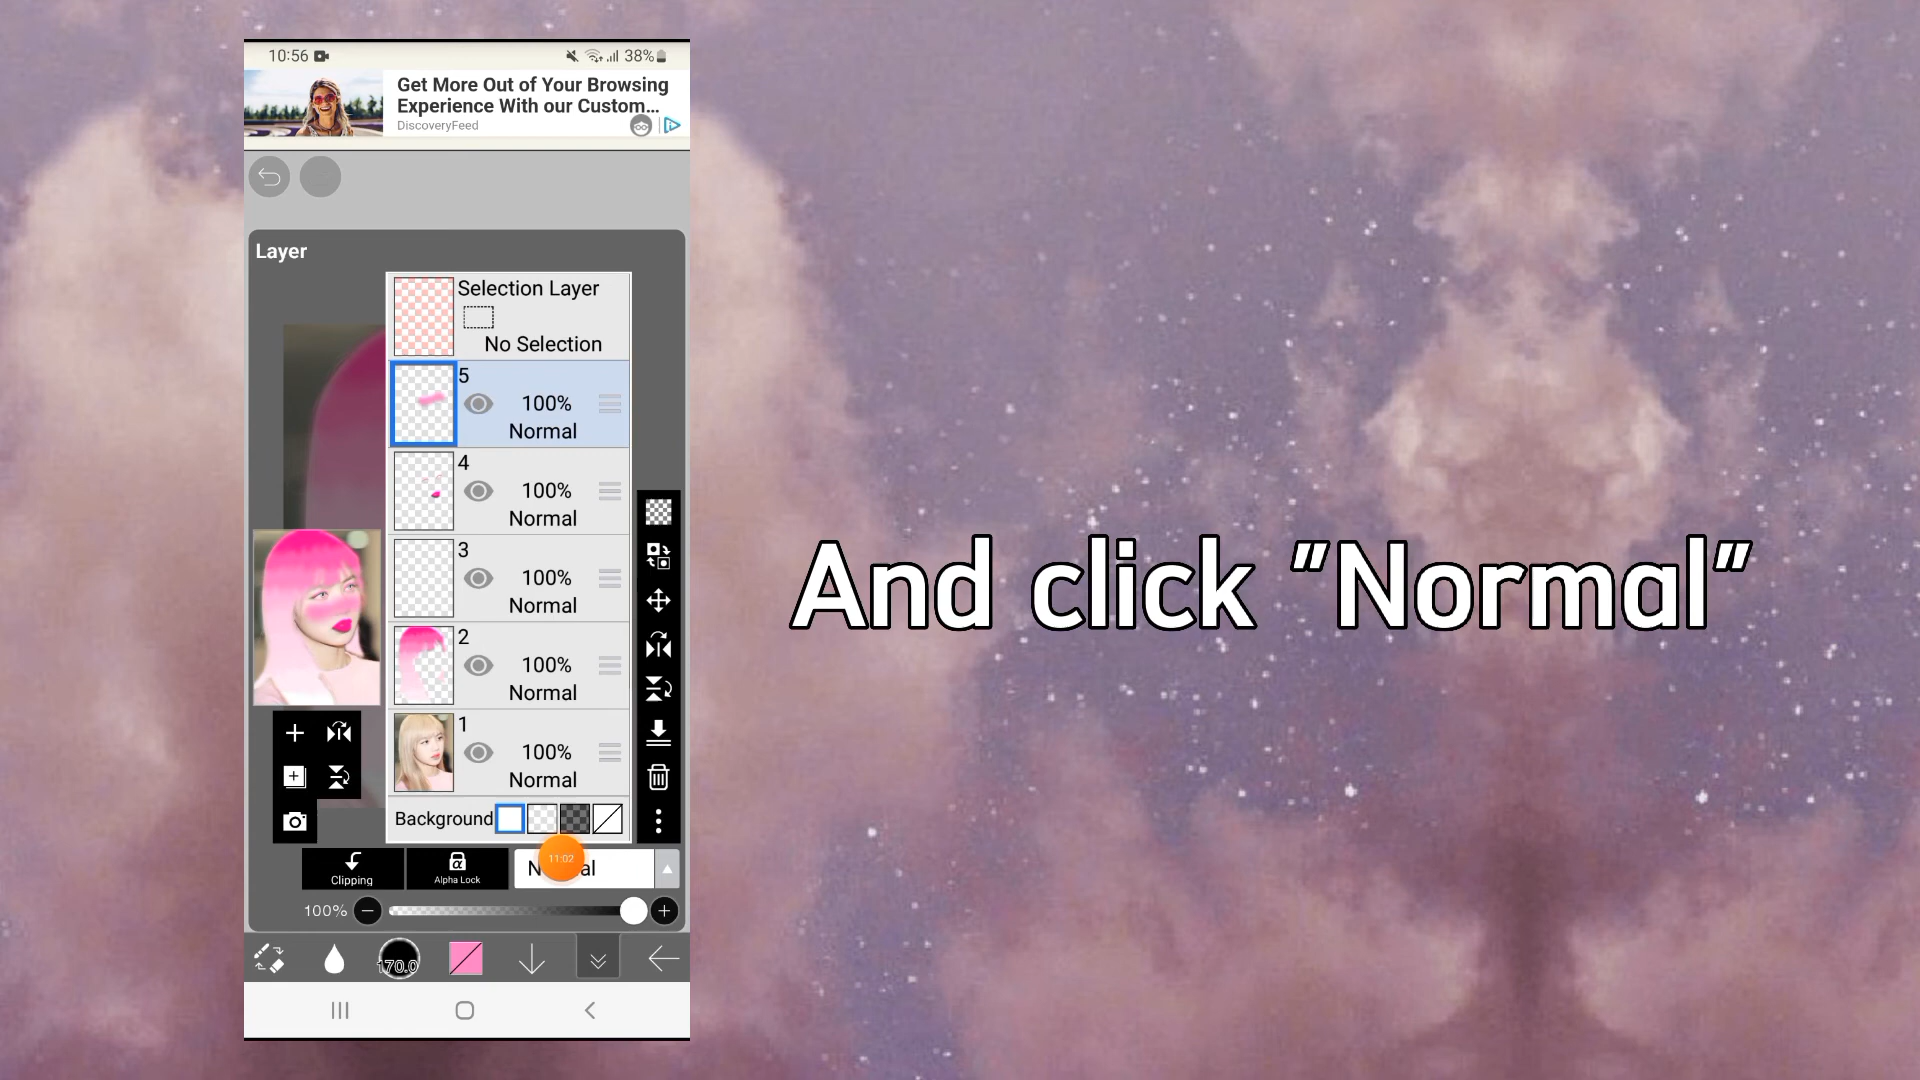 10:56
38%
Get More Out of Your Browsing
Experience With our Custom...
DiscoveryFeed
Layer
Selection Layer
No Selection
5
100%
Normal
4
100%
Normal
3
100%
Normal
2
100%
Normal
1
100%
Normal
Background
Clipping
α
Alpha Lock
11:02
100%
170.0
And click "Normal"